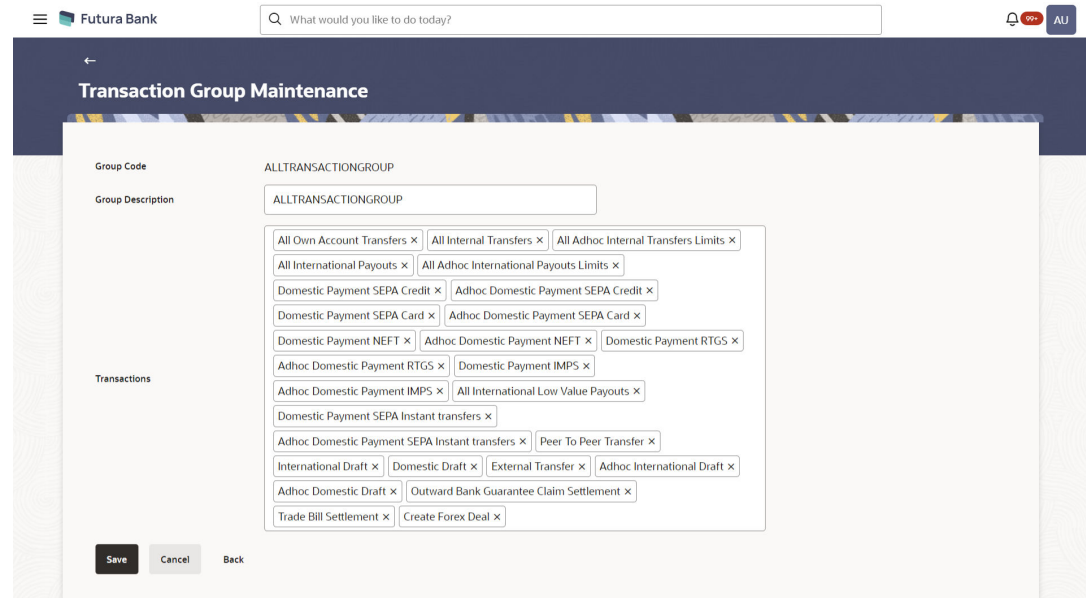 Futura Bank
What would you like to do today?
99+
AU
Transaction Group Maintenance
Group Code
ALLTRANSACTIONGROUP
Group Description
ALLTRANSACTIONGROUP
Transactions
All Own Account Transfers × All Internal Transfers × All Adhoc Internal Transfers Limits ×
All International Payouts × All Adhoc International Payouts Limits ×
Domestic Payment SEPA Credit × Adhoc Domestic Payment SEPA Credit ×
Domestic Payment SEPA Card × Adhoc Domestic Payment SEPA Card ×
Domestic Payment NEFT × Adhoc Domestic Payment NEFT × Domestic Payment RTGS ×
Adhoc Domestic Payment RTGS × Domestic Payment IMPS ×
Adhoc Domestic Payment IMPS × All International Low Value Payouts ×
Domestic Payment SEPA Instant transfers ×
Adhoc Domestic Payment SEPA Instant transfers × Peer To Peer Transfer ×
International Draft × Domestic Draft × External Transfer × Adhoc International Draft ×
Adhoc Domestic Draft × Outward Bank Guarantee Claim Settlement ×
Trade Bill Settlement × Create Forex Deal ×
Save Cancel Back